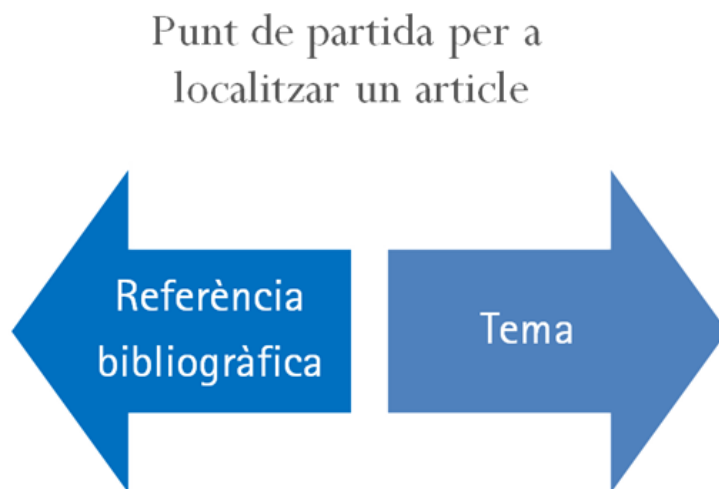 Punt de partida per a
localitzar un article
Referència
bibliogràfica
Tema